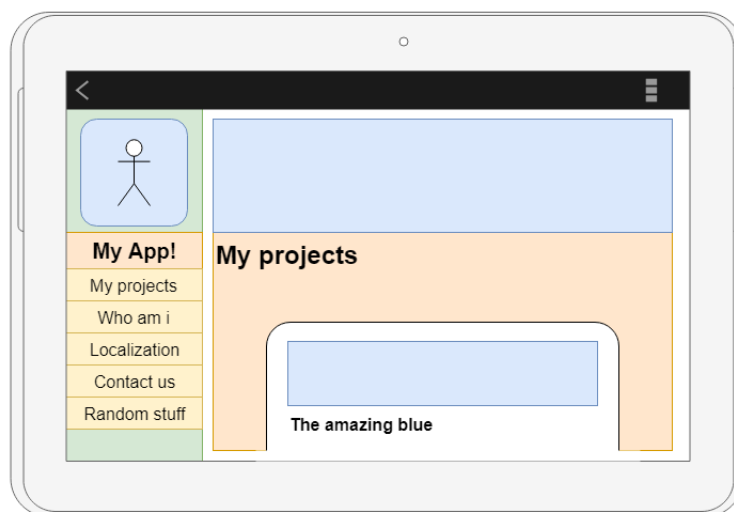 My App!
My projects
Who am i
Localization
Contact us
Random stuff
My projects
The amazing blue